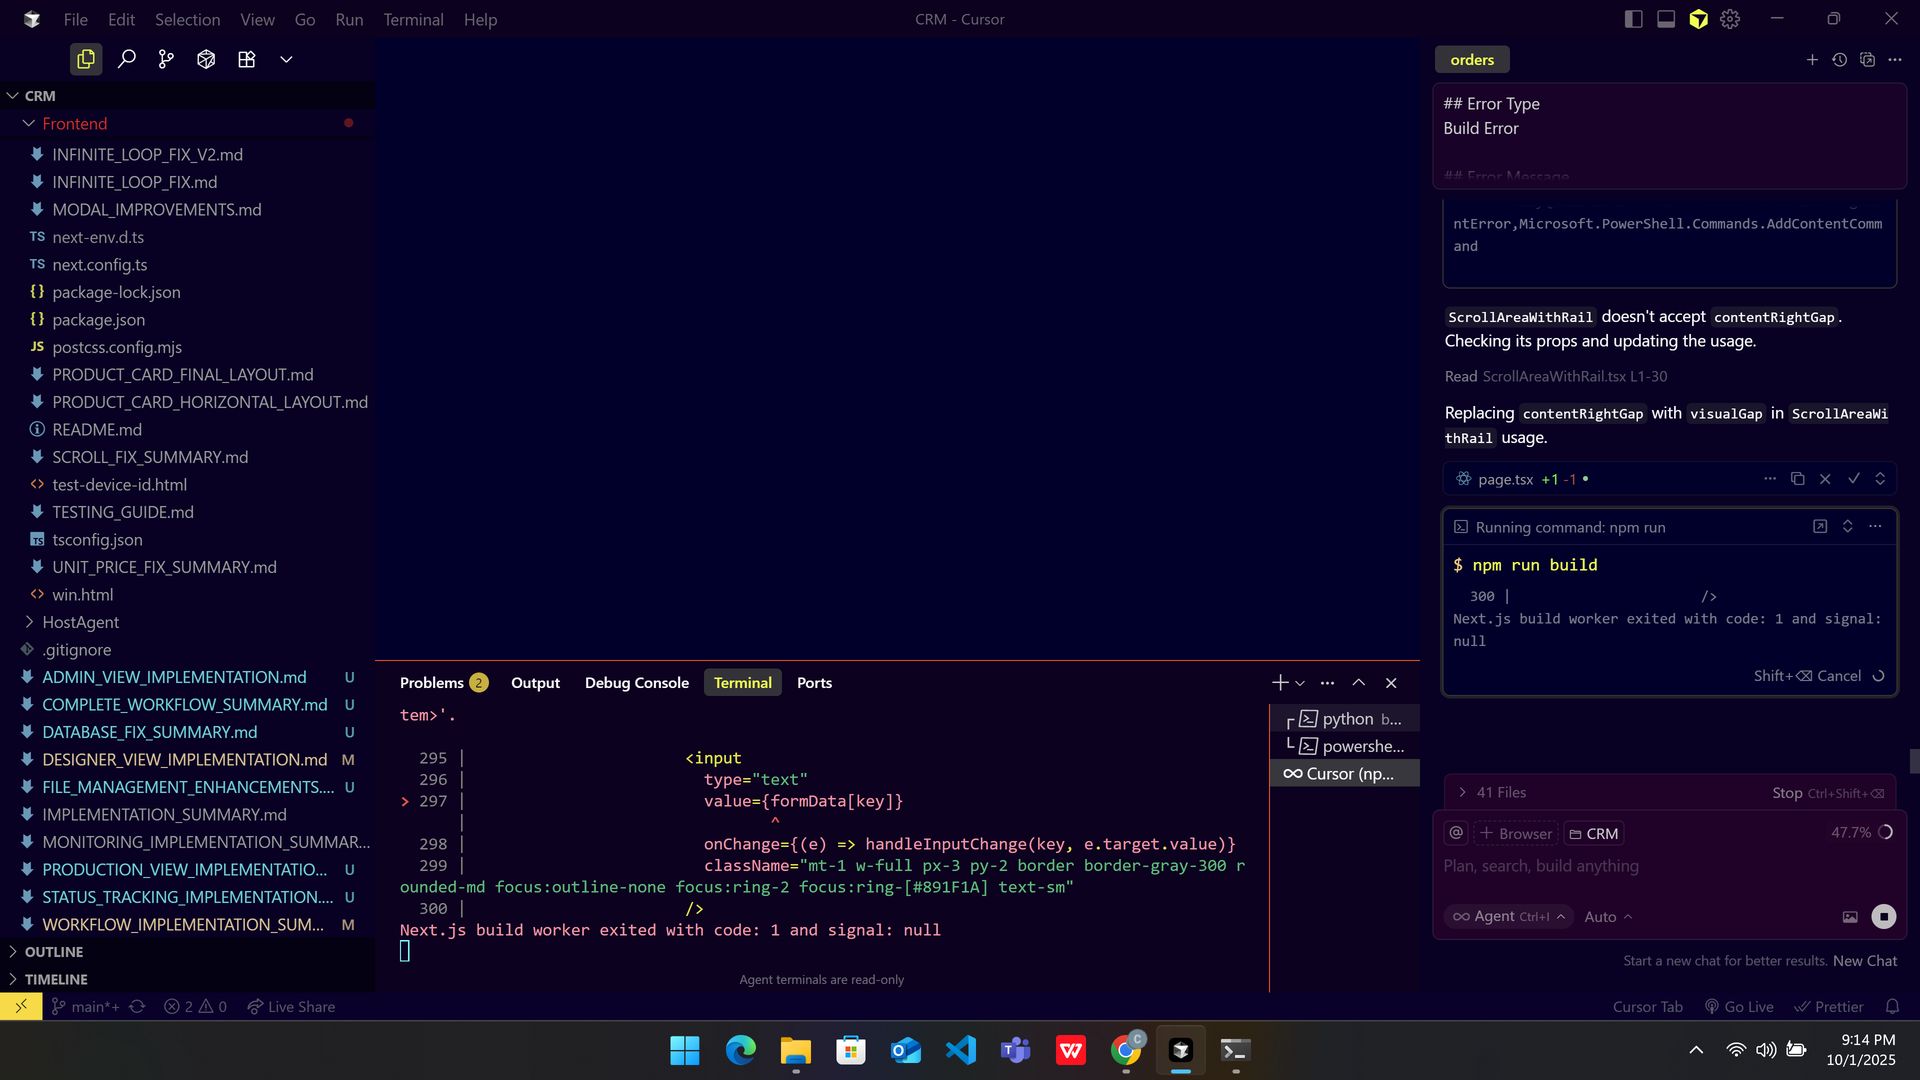 File Edit Selection View Go Run Terminal Help
CRM - Cursor
CRM
Frontend
INFINITE_LOOP_FIX_V2.md
INFINITE_LOOP_FIX.md
MODAL_IMPROVEMENTS.md
TS next-env.d.ts
TS next.config.ts
{} package-lock.json
{} package.json
JS postcss.config.mjs
PRODUCT_CARD_FINAL_LAYOUT.md
PRODUCT_CARD_HORIZONTAL_LAYOUT.md
README.md
SCROLL_FIX_SUMMARY.md
<> test-device-id.html
TESTING_GUIDE.md
TS tsconfig.json
UNIT_PRICE_FIX_SUMMARY.md
<> win.html
HostAgent
.gitignore
ADMIN_VIEW_IMPLEMENTATION.md U
COMPLETE_WORKFLOW_SUMMARY.md U
DATABASE_FIX_SUMMARY.md U
DESIGNER_VIEW_IMPLEMENTATION.md M
FILE_MANAGEMENT_ENHANCEMENTS.... U
IMPLEMENTATION_SUMMARY.md
MONITORING_IMPLEMENTATION_SUMMAR...
PRODUCTION_VIEW_IMPLEMENTATIO... U
STATUS_TRACKING_IMPLEMENTATION.... U
WORKFLOW_IMPLEMENTATION_SUM... M
OUTLINE
TIMELINE
Problems 2 Output Debug Console Terminal Ports
tem>'.
295 | <input
296 | type="text"
> 297 | value={formData[key]}
| ^
298 | onChange={(e) => handleInputChange(key, e.target.value)}
299 | className="mt-1 w-full px-3 py-2 border border-gray-300 r
ounded-md focus:outline-none focus:ring-2 focus:ring-[#891F1A] text-sm"
300 | />
Next.js build worker exited with code: 1 and signal: null
Agent terminals are read-only
python b...
powershe...
Cursor (np...
orders
## Error Type
Build Error
## Error Message
ntError,Microsoft.PowerShell.Commands.AddContentComm
and
ScrollAreaWithRail doesn't accept contentRightGap.
Checking its props and updating the usage.
Read ScrollAreaWithRail.tsx L1-30
Replacing contentRightGap with visualGap in ScrollAreaWi
thRail usage.
page.tsx +1 -1
Running command: npm run
$ npm run build
300 | />
Next.js build worker exited with code: 1 and signal:
null
Shift+⌫ Cancel
41 Files
Stop Ctrl+Shift+⌫
@ + Browser CRM 47.7%
Plan, search, build anything
∞ Agent Ctrl+I Auto
Start a new chat for better results. New Chat
main*+ 2 0 Live Share
Cursor Tab Go Live Prettier
9:14 PM
10/1/2025